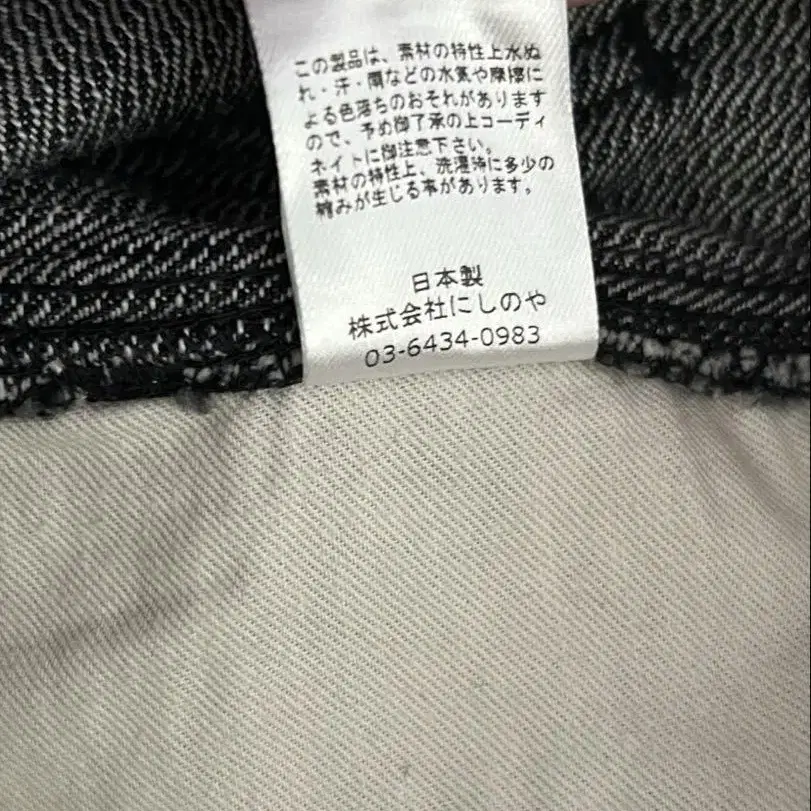 この製品は、素材の特性上水ぬ
れ・汗・雨などの水気や摩擦に
よる色落ちのおそれがあります
ので、予め御了承の上コーディ
ネイトに御注意下さい。
素材の特性上、洗濯時に多少の
縮みが生じる事があります。
日本製
株式会社にしのや
03-6434-0983